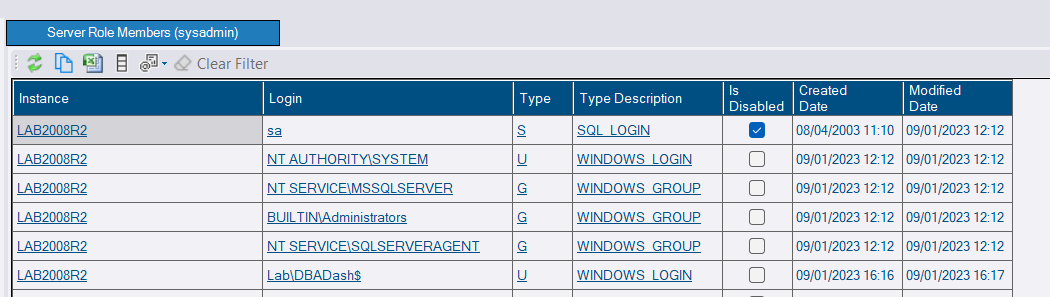 Server Role Members (sysadmin)
Clear Filter
Instance Login Type Type Description Is Disabled Created Date Modified Date
LAB2008R2 sa S SQL_LOGIN 08/04/2003 11:10 09/01/2023 12:12
LAB2008R2 NT AUTHORITY\SYSTEM U WINDOWS_LOGIN 09/01/2023 12:12 09/01/2023 12:12
LAB2008R2 NT SERVICE\MSSQLSERVER G WINDOWS_GROUP 09/01/2023 12:12 09/01/2023 12:12
LAB2008R2 BUILTIN\Administrators G WINDOWS_GROUP 09/01/2023 12:12 09/01/2023 12:12
LAB2008R2 NT SERVICE\SQLSERVERAGENT G WINDOWS_GROUP 09/01/2023 12:12 09/01/2023 12:12
LAB2008R2 Lab\DBADash$ U WINDOWS_LOGIN 09/01/2023 16:16 09/01/2023 16:17